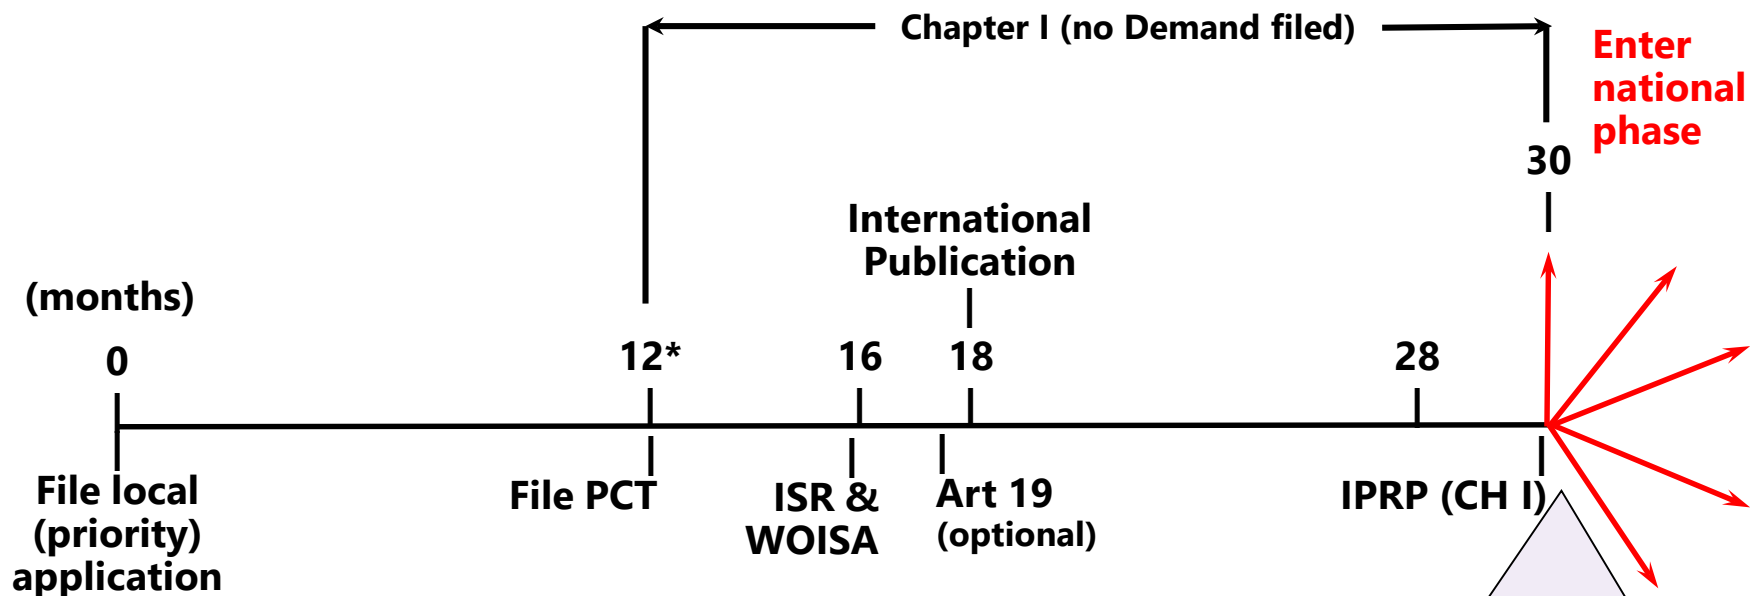 Chapter I (no Demand filed)
Enter
national
phase
30
International
Publication
(months)
0
12*
16
18
28
File local
(priority)
application
File PCT
ISR &
WOISA
Art 19
(optional)
IPRP (CH I)